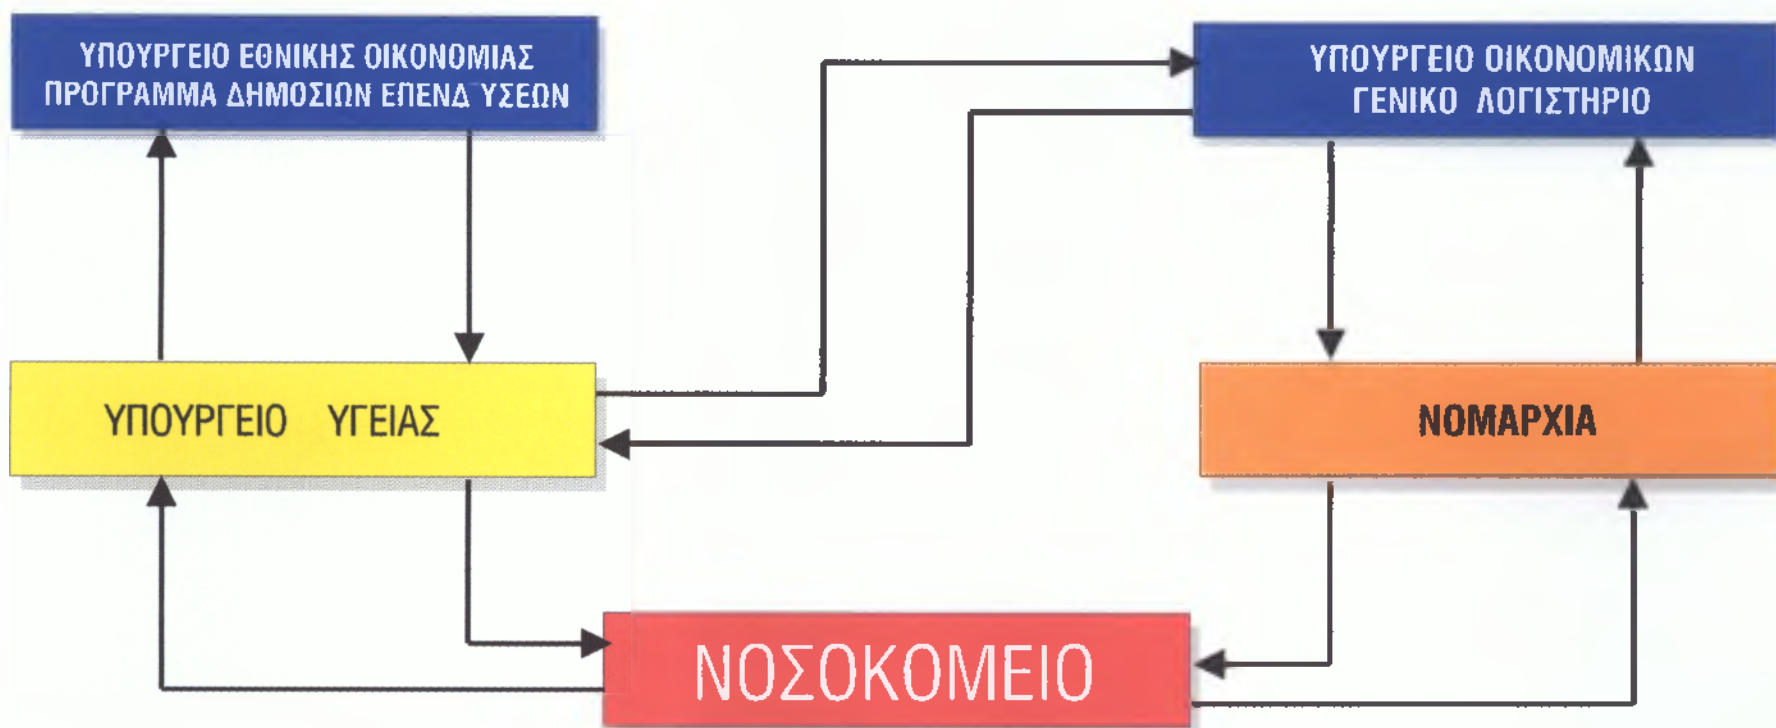 ΥΠΟΥΡΓΕΙΟ ΕΘΝΙΚΗΣ ΟΙΚΟΝΟΜΙΑΣ
ΠΡΟΓΡΑΜΜΑ ΔΗΜΟΣΙΩΝ ΕΠΕΝΔ ΥΣΕΩΝ
ΥΠΟΥΡΓΕΙΟ ΟΙΚΟΝΟΜΙΚΩΝ
ΓΕΝΙΚΟ ΛΟΓΙΣΤΗΡΙΟ
ΥΠΟΥΡΓΕΙΟ ΥΓΕΙΑΣ
ΝΟΜΑΡΧΙΑ
ΝΟΣΟΚΟΜΕΙΟ